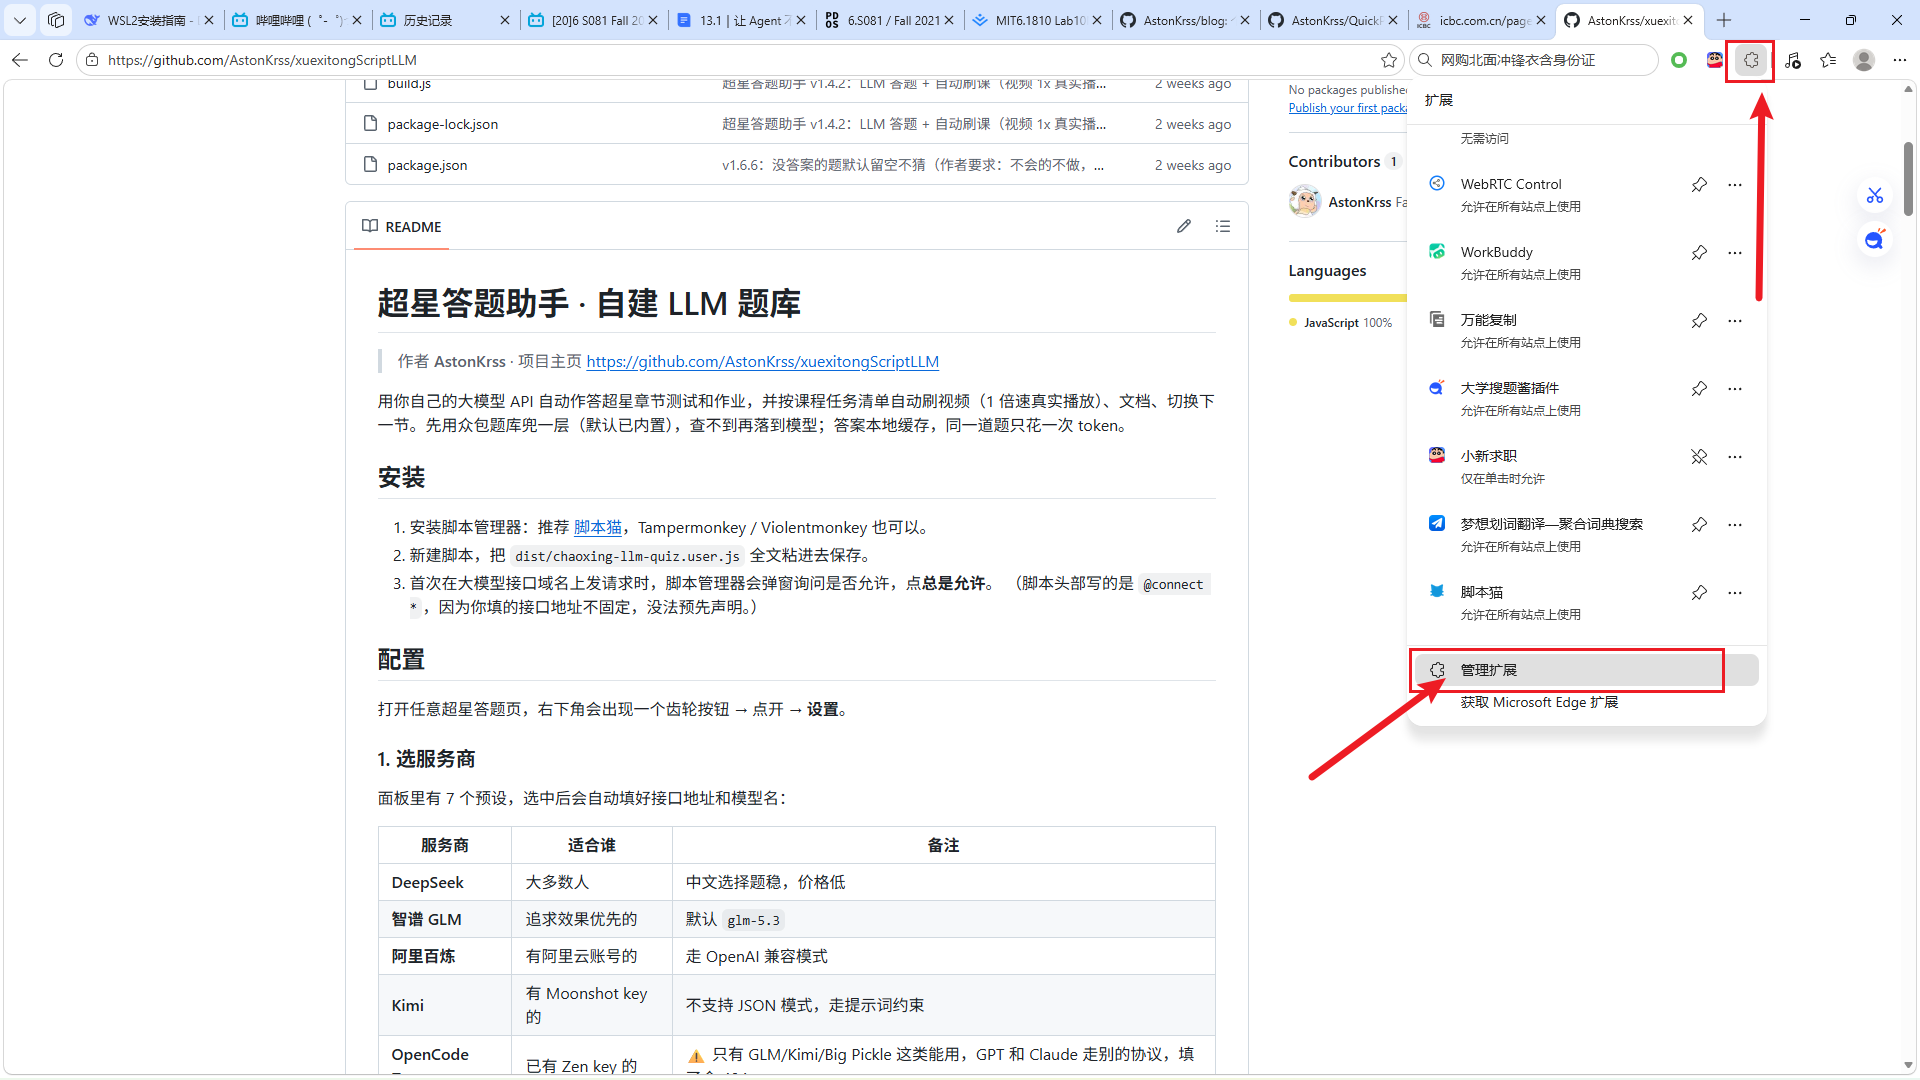 WSL2安装指南 -
哔哩哔哩 ( ゜- ゜)
历史记录
[20]6 S081 Fall 20
13.1 | 让 Agent
6.S081 / Fall 2021
MIT6.1810 Lab10
AstonKrss/blog:
AstonKrss/Quick
icbc.com.cn/page
AstonKrss/xuexit
https://github.com/AstonKrss/xuexitongScriptLLM
网购北面冲锋衣含身份证
build.js
超星答题助手 v1.4.2：LLM 答题 + 自动刷课（视频 1x 真实播...
2 weeks ago
package-lock.json
超星答题助手 v1.4.2：LLM 答题 + 自动刷课（视频 1x 真实播...
2 weeks ago
package.json
v1.6.6：没答案的题默认留空不猜（作者要求：不会的不做，...
2 weeks ago
README
超星答题助手 · 自建 LLM 题库
作者 AstonKrss · 项目主页 https://github.com/AstonKrss/xuexitongScriptLLM
用你自己的大模型 API 自动作答超星章节测试和作业，并按课程任务清单自动刷视频（1 倍速真实播放）、文档、切换下
一节。先用众包题库兜一层（默认已内置），查不到再落到模型；答案本地缓存，同一道题只花一次 token。
安装
1. 安装脚本管理器：推荐 脚本猫，Tampermonkey / Violentmonkey 也可以。
2. 新建脚本，把 dist/chaoxing-llm-quiz.user.js 全文粘进去保存。
3. 首次在大模型接口域名上发请求时，脚本管理器会弹窗询问是否允许，点总是允许。（脚本头部写的是 @connect
*，因为你填的接口地址不固定，没法预先声明。）
配置
打开任意超星答题页，右下角会出现一个齿轮按钮 → 点开 → 设置。
1. 选服务商
面板里有 7 个预设，选中后会自动填好接口地址和模型名：
服务商 适合谁 备注
DeepSeek 大多数人 中文选择题稳，价格低
智谱 GLM 追求效果优先的 默认 glm-5.3
阿里百炼 有阿里云账号的 走 OpenAI 兼容模式
Kimi 有 Moonshot key 的 不支持 JSON 模式，走提示词约束
OpenCode 已有 Zen key 的 ⚠️ 只有 GLM/Kimi/Big Pickle 这类能用，GPT 和 Claude 走别的协议，填
No packages published
Publish your first packa
Contributors 1
AstonKrss Fa
Languages
JavaScript 100%
扩展
无需访问
WebRTC Control
允许在所有站点上使用
WorkBuddy
允许在所有站点上使用
万能复制
允许在所有站点上使用
大学搜题酱插件
允许在所有站点上使用
小新求职
仅在单击时允许
梦想划词翻译—聚合词典搜索
允许在所有站点上使用
脚本猫
允许在所有站点上使用
管理扩展
获取 Microsoft Edge 扩展